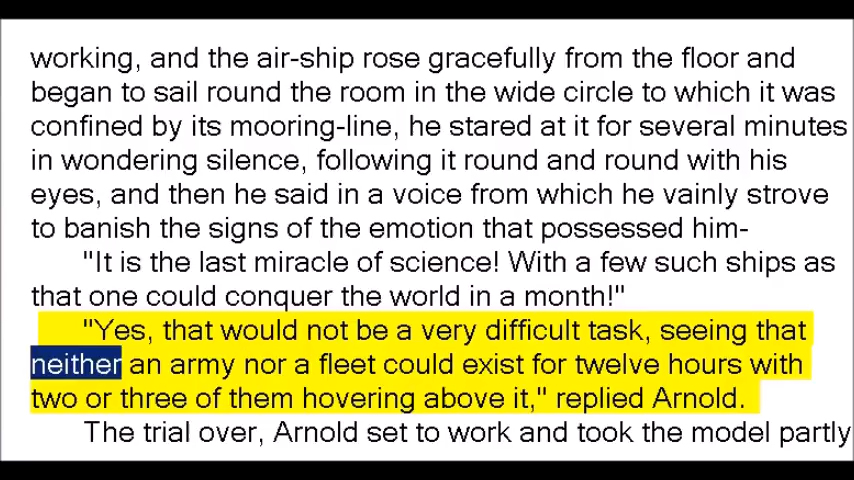 working, and the air-ship rose gracefully from the floor and
began to sail round the room in the wide circle to which it was
confined by its mooring-line, he stared at it for several minutes
in wondering silence, following it round and round with his
eyes, and then he said in a voice from which he vainly strove
to banish the signs of the emotion that possessed him-
"It is the last miracle of science! With a few such ships as
that one could conquer the world in a month!"
"Yes, that would not be a very difficult task, seeing that
neither an army nor a fleet could exist for twelve hours with
two or three of them hovering above it," replied Arnold.
The trial over, Arnold set to work and took the model partly